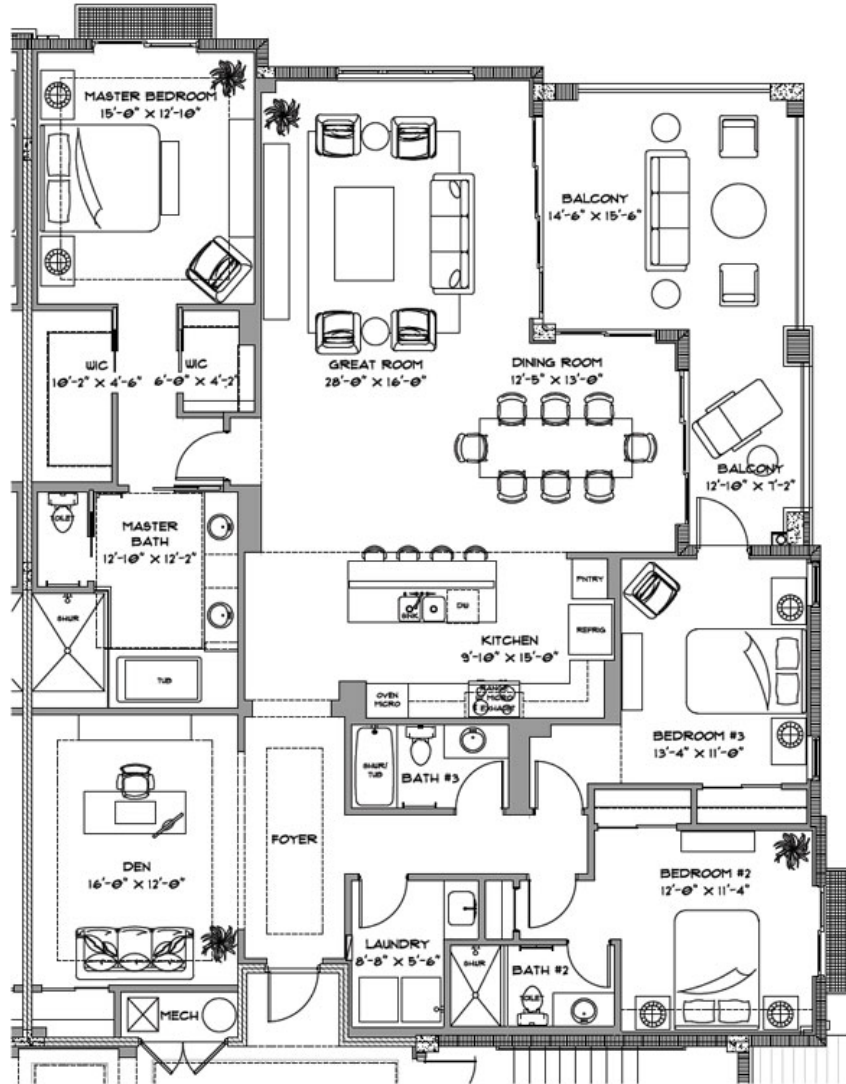 MASTER BEDROOM
15'-0" X 12'-10"
BALCONY
14'-6" X 15'-6"
WIC
10'-2" X 4'-6"
WIC
6'-0" X 4'-2"
GREAT ROOM
28'-0" X 16'-0"
DINING ROOM
12'-5" X 13'-0"
BALCONY
12'-10" X 7'-2"
TOILET
MASTER
BATH
12'-10" X 12'-2"
SHWR
TUB
SINK
DW
PNTRY
REFRIG
KITCHEN
9'-10" X 15'-0"
OVEN
MICRO
RANGE
MICRO
EXHAUST
BEDROOM #3
13'-4" X 11'-0"
SHWR/
TUB
BATH #3
FOYER
DEN
16'-0" X 12'-0"
BEDROOM #2
12'-0" X 11'-4"
LAUNDRY
8'-8" X 5'-6"
SHWR
BATH #2
TOILET
MECH